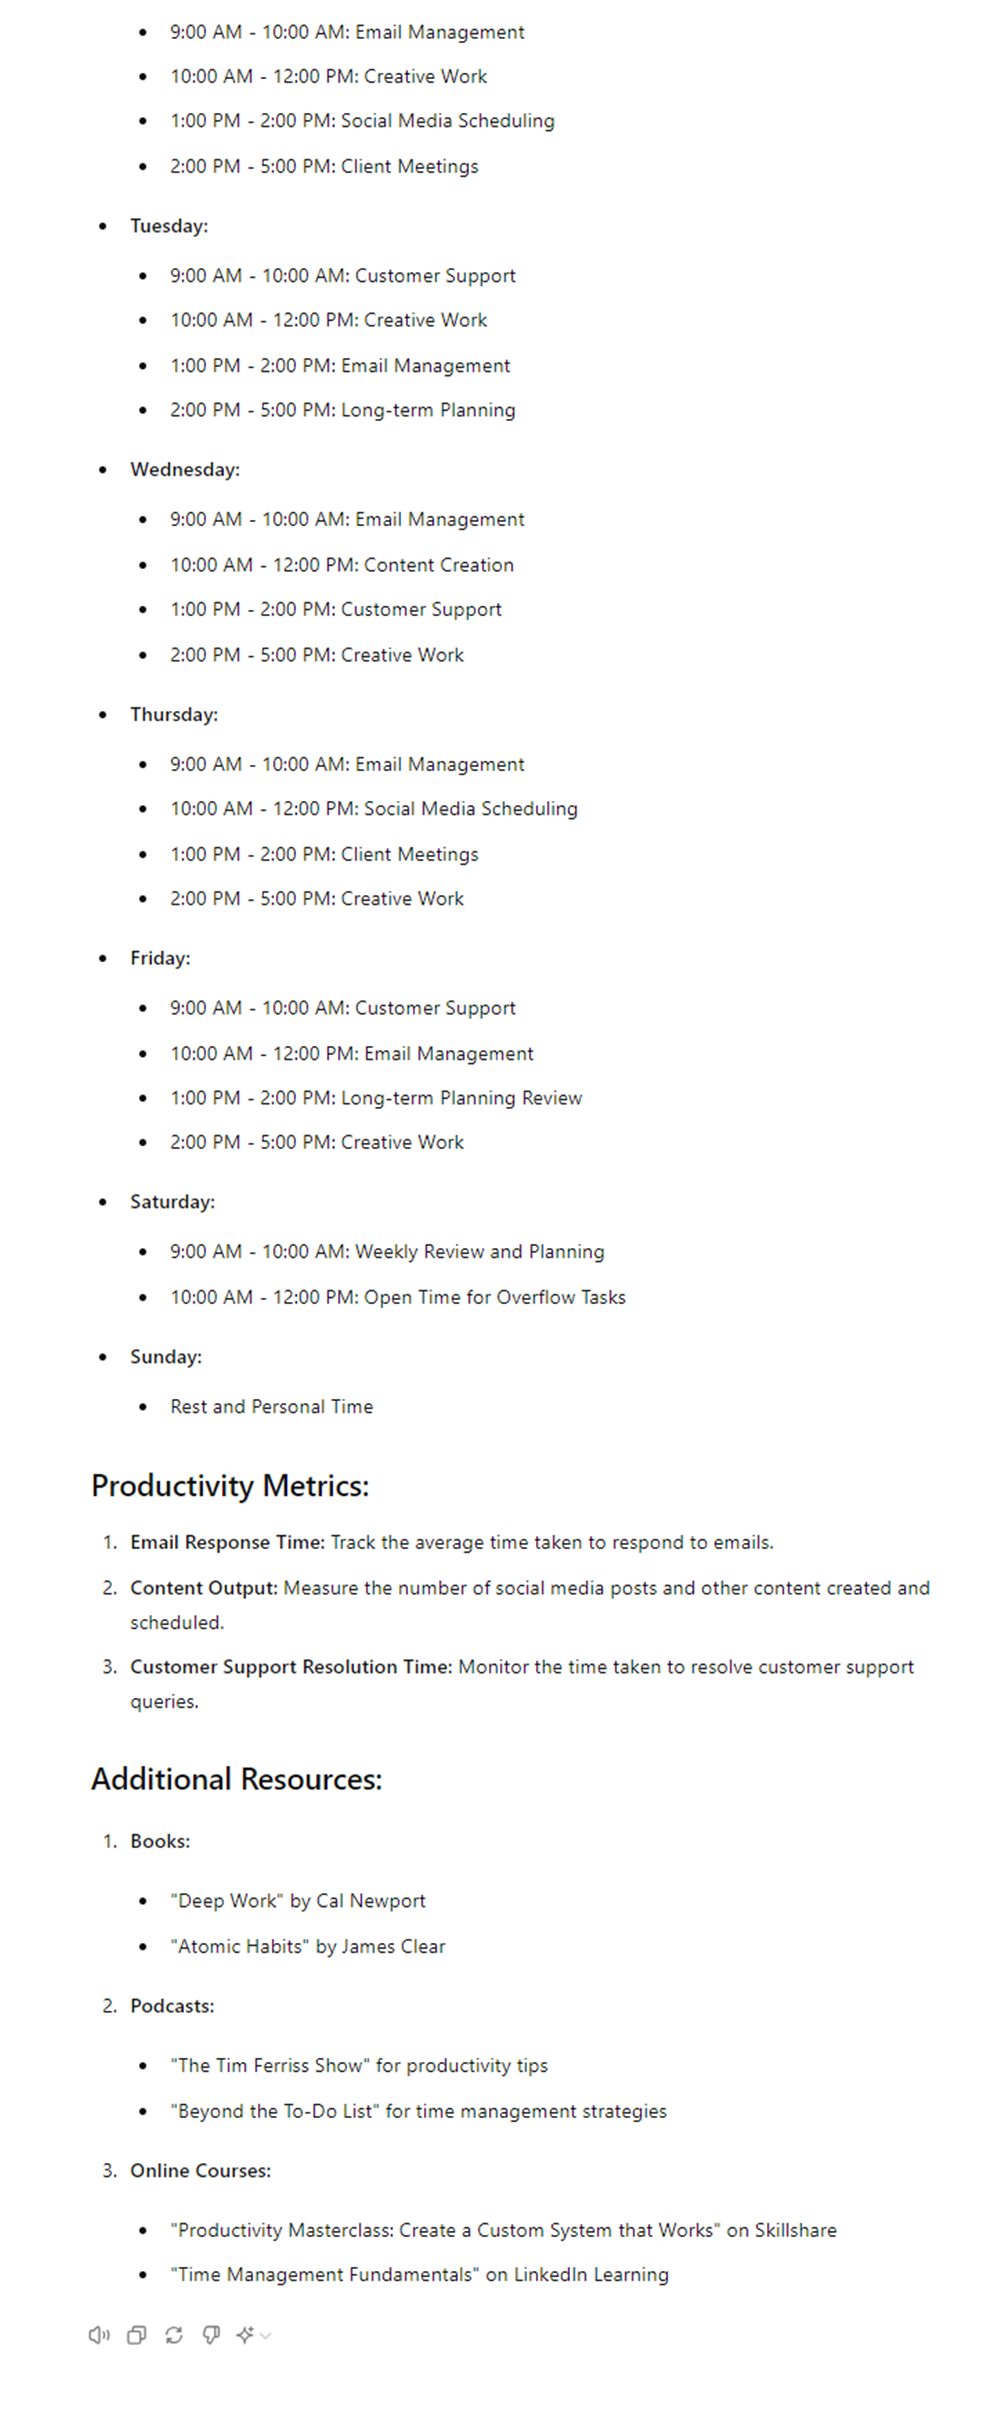 9:00 AM - 10:00 AM: Email Management
10:00 AM - 12:00 PM: Creative Work
1:00 PM - 2:00 PM: Social Media Scheduling
2:00 PM - 5:00 PM: Client Meetings
Tuesday:
9:00 AM - 10:00 AM: Customer Support
10:00 AM - 12:00 PM: Creative Work
1:00 PM - 2:00 PM: Email Management
2:00 PM - 5:00 PM: Long-term Planning
Wednesday:
9:00 AM - 10:00 AM: Email Management
10:00 AM - 12:00 PM: Content Creation
1:00 PM - 2:00 PM: Customer Support
2:00 PM - 5:00 PM: Creative Work
Thursday:
9:00 AM - 10:00 AM: Email Management
10:00 AM - 12:00 PM: Social Media Scheduling
1:00 PM - 2:00 PM: Client Meetings
2:00 PM - 5:00 PM: Creative Work
Friday:
9:00 AM - 10:00 AM: Customer Support
10:00 AM - 12:00 PM: Email Management
1:00 PM - 2:00 PM: Long-term Planning Review
2:00 PM - 5:00 PM: Creative Work
Saturday:
9:00 AM - 10:00 AM: Weekly Review and Planning
10:00 AM - 12:00 PM: Open Time for Overflow Tasks
Sunday:
Rest and Personal Time
Productivity Metrics:
1. Email Response Time: Track the average time taken to respond to emails.
2. Content Output: Measure the number of social media posts and other content created and
scheduled.
3. Customer Support Resolution Time: Monitor the time taken to resolve customer support
queries.
Additional Resources:
1. Books:
"Deep Work" by Cal Newport
"Atomic Habits" by James Clear
2. Podcasts:
"The Tim Ferriss Show" for productivity tips
"Beyond the To-Do List" for time management strategies
3. Online Courses:
"Productivity Masterclass: Create a Custom System that Works" on Skillshare
"Time Management Fundamentals" on LinkedIn Learning